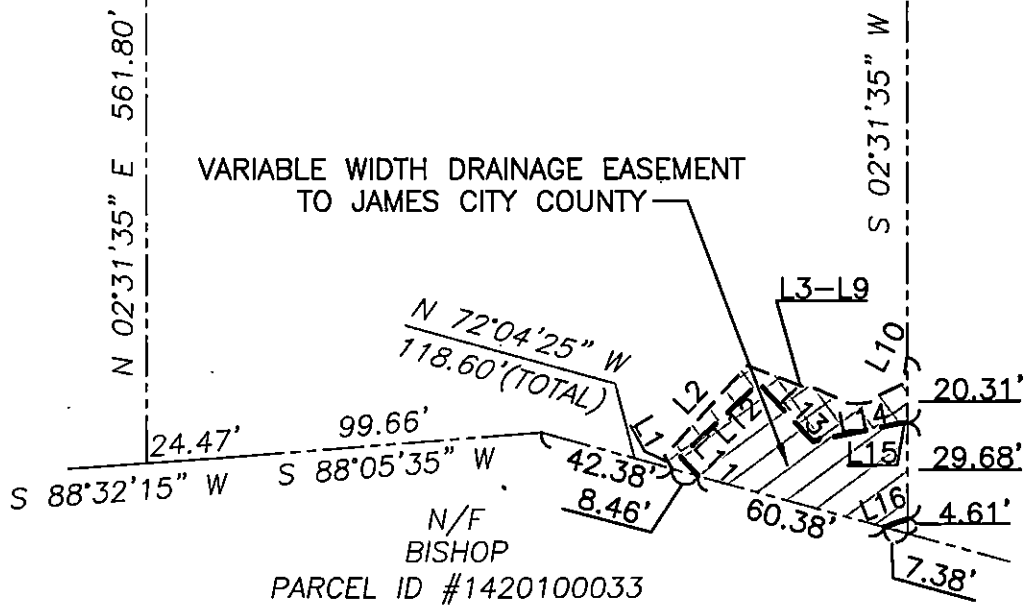 N 02°31'35" E 561.80'
S 02°31'35" W
VARIABLE WIDTH DRAINAGE EASEMENT
TO JAMES CITY COUNTY
L3-L9
N 72°04'25" W
118.60'(TOTAL)
L10
L2
L1
L12
L13
L14
20.31'
24.47'
99.66'
L15
S 88°32'15" W
S 88°05'35" W
42.38'
L11
29.68'
8.46'
60.38'
L16
4.61'
7.38'
N/F
BISHOP
PARCEL ID #1420100033